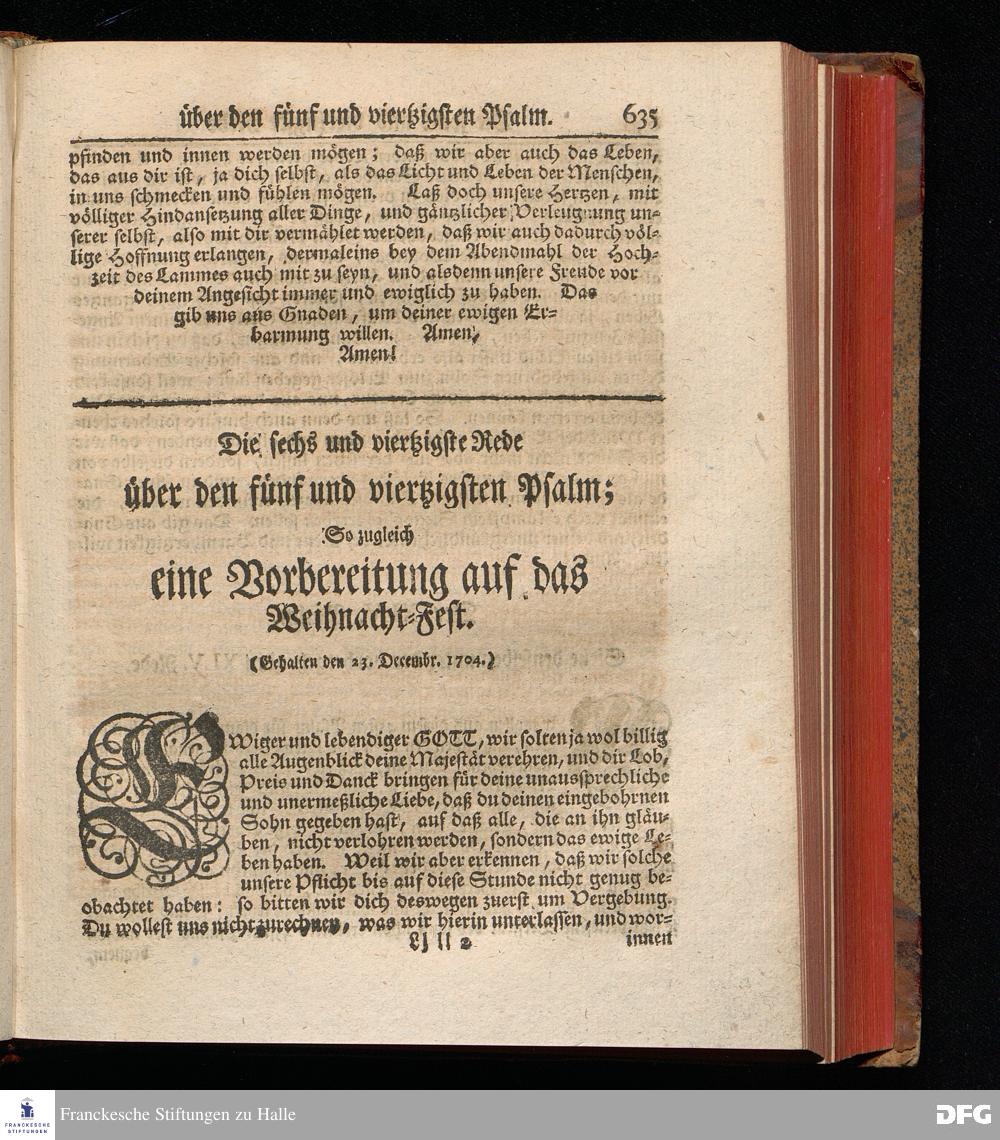 über den fünf und viertzigsten Psalm. 635
pfinden und innen werden mögen; daß wir aber auch das Leben,
das aus dir ist, ja dich selbst, als das Licht und Leben der Menschen,
in uns schmecken und fühlen mögen. Laß doch unsere Hertzen, mit
völliger Hindansetzung aller Dinge, und gäntzlicher Verleugnung un-
serer selbst, also mit dir vermählet werden, daß wir auch dadurch völ-
lige Hoffnung erlangen, dermaleins bey dem Abendmahl der Hoch-
zeit des Lammes auch mit zu seyn, und alsdenn unsere Freude vor
deinem Angesicht immer und ewiglich zu haben. Das
gib uns aus Gnaden, um deiner ewigen Er-
barmung willen. Amen,
Amen!
Die sechs und viertzigste Rede
über den fünf und viertzigsten Psalm;
So zugleich
eine Vorbereitung auf das
Weihnacht-Fest.
(Gehalten den 23. Decembr. 1704.)
EWiger und lebendiger GOTT, wir solten ja wol billig
alle Augenblick deine Majestät verehren, und dir Lob,
Preis und Danck bringen für deine unaussprechliche
und unermeßliche Liebe, daß du deinen eingebohrnen
Sohn gegeben hast, auf daß alle, die an ihn gläu-
ben, nicht verlohren werden, sondern das ewige Le-
ben haben. Weil wir aber erkennen, daß wir solche
unsere Pflicht bis auf diese Stunde nicht genug be-
obachtet haben: so bitten wir dich deswegen zuerst um Vergebung.
Du wollest uns nicht zurechnen, was wir hierin unterlassen, und wor-
Ll ll 2 innen
FRANCKESCHE STIFTUNGEN
Franckesche Stiftungen zu Halle
DFG